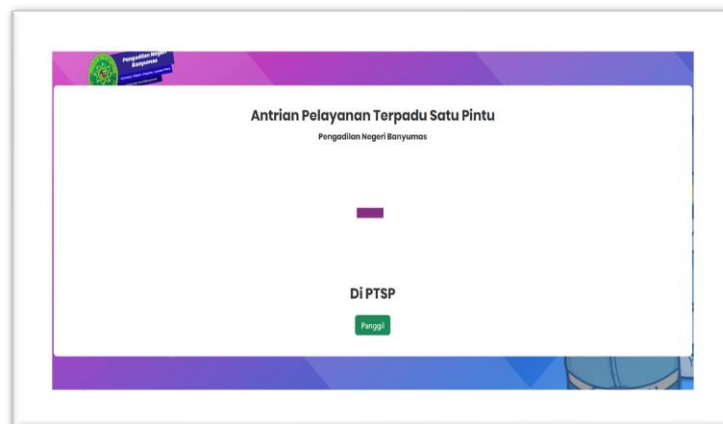 Pengadilan Negeri
Banyumas
Antrian Pelayanan Terpadu Satu Pintu
Pengadilan Negeri Banyumas
Di PTSP
Panggil